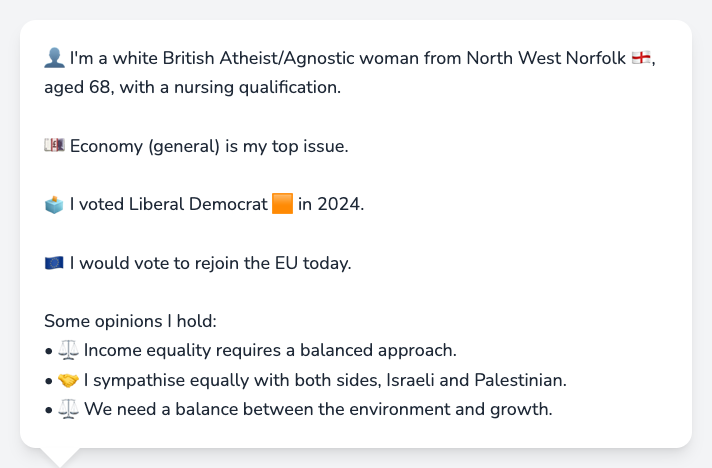 👤 I'm a white British Atheist/Agnostic woman from North West Norfolk 🏴󠁧󠁢󠁥󠁮󠁧󠁿,
aged 68, with a nursing qualification.
💷 Economy (general) is my top issue.
🗳️ I voted Liberal Democrat 🟧 in 2024.
🇪🇺 I would vote to rejoin the EU today.
Some opinions I hold:
• ⚖️ Income equality requires a balanced approach.
• 🤝 I sympathise equally with both sides, Israeli and Palestinian.
• ⚖️ We need a balance between the environment and growth.